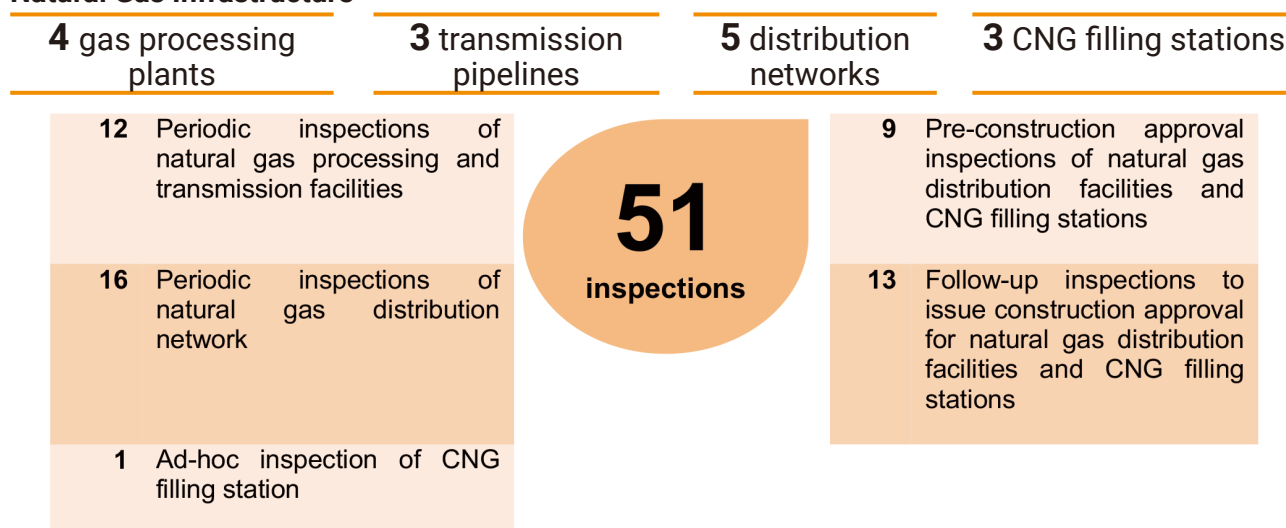 Natural Gas Infrastructure
4 gas processing
plants
3 transmission
pipelines
5 distribution
networks
3 CNG filling stations
12 Periodic inspections of
natural gas processing and
transmission facilities
16 Periodic inspections of
natural gas distribution
network
1 Ad-hoc inspection of CNG
filling station
51
inspections
9 Pre-construction approval
inspections of natural gas
distribution facilities and
CNG filling stations
13 Follow-up inspections to
issue construction approval
for natural gas distribution
facilities and CNG filling
stations